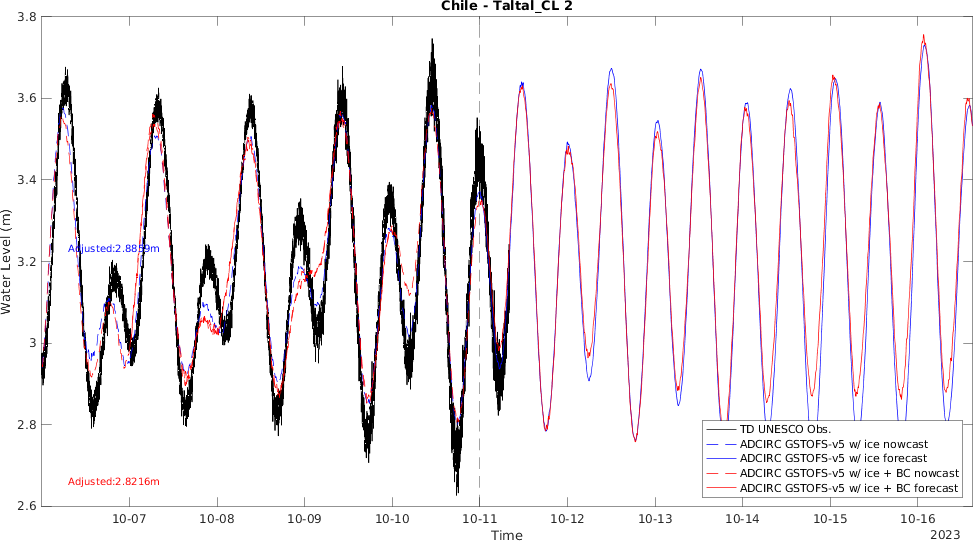 Chile - Taltal_CL 2
3.8
3.6
3.4
3.2
3
2.8
2.6
Water Level (m)
Adjusted:2.8859m
Adjusted:2.8216m
TD UNESCO Obs.
ADCIRC GSTOFS-v5 w/ ice nowcast
ADCIRC GSTOFS-v5 w/ ice forecast
ADCIRC GSTOFS-v5 w/ ice + BC nowcast
ADCIRC GSTOFS-v5 w/ ice + BC forecast
10-07
10-08
10-09
10-10
10-11
10-12
10-13
10-14
10-15
10-16
Time
2023